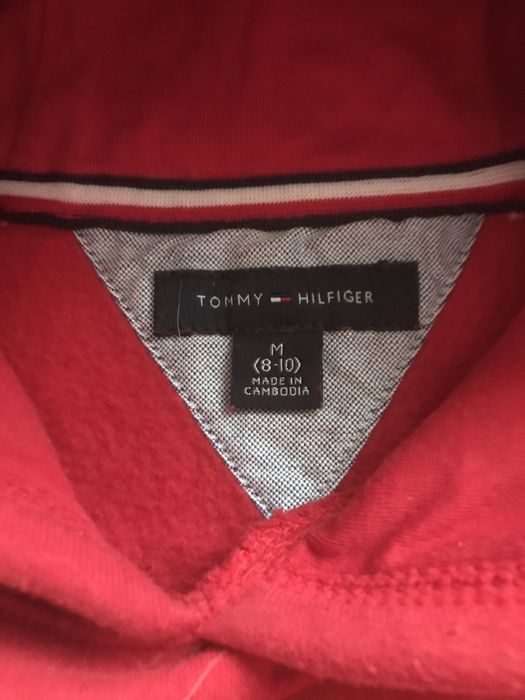 TOMMY HILFIGER
M
(8-10)
MADE IN
CAMBODIA